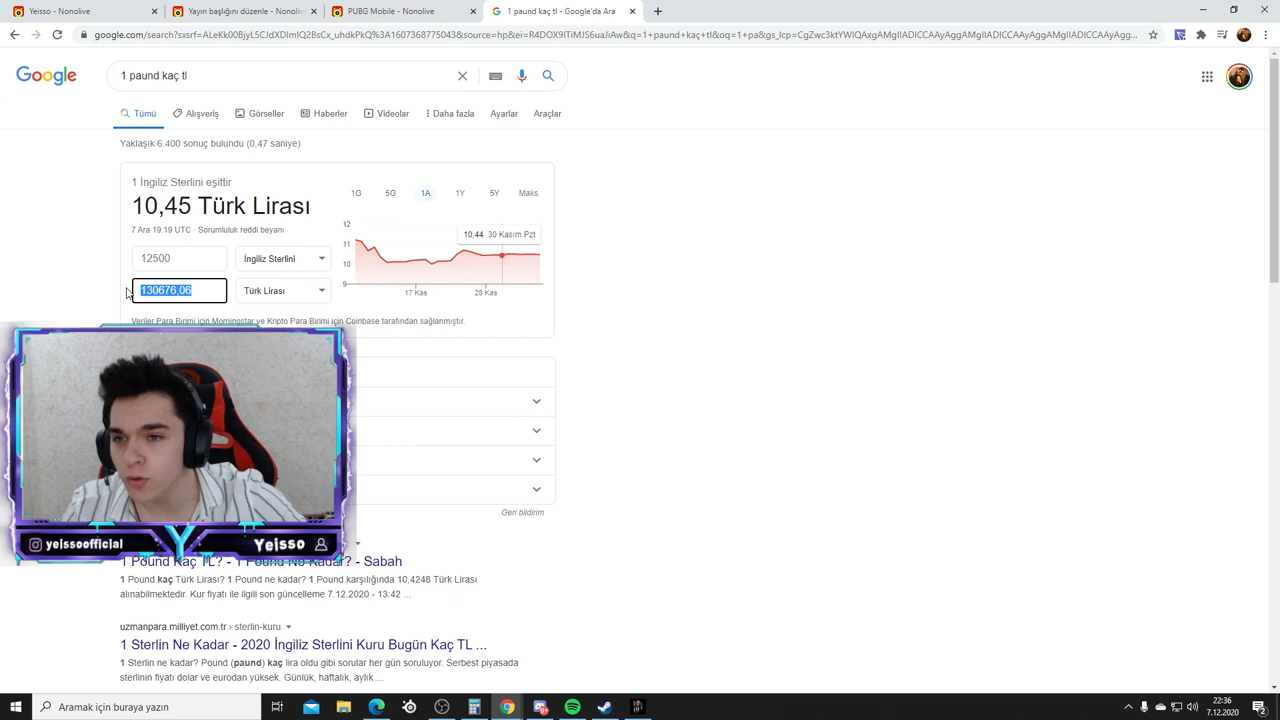 Yeisso - Nonolive
Yayın başlığını düzenle - Nonoliv
PUBG Mobile - Nonolive
1 paund kaç tl - Google'da Ara
Google
1 paund kaç tl
Tümü
Alışveriş
Görseller
Haberler
Videolar
Daha fazla
Ayarlar
Araçlar
Yaklaşık 6.400 sonuç bulundu (0,47 saniye)
1 İngiliz Sterlini eşittir
10,45 Türk Lirası
7 Ara 19:19 UTC · Sorumluluk reddi beyanı
12500
İngiliz Sterlini
130676,06
Türk Lirası
1G
5G
1A
1Y
5Y
Maks.
10,44 30 Kasım Pzt
12
11
10
9
17 Kas
28 Kas
Veriler Para Birimi için Morningstar ve Kripto Para Birimi için Coinbase tarafından sağlanmıştır.
Geri bildirim
yeissoofficial
Y
Yeisso
1 Pound Kaç TL? - 1 Pound Ne Kadar? - Sabah
1 Pound kaç Türk Lirası? 1 Pound ne kadar? 1 Pound karşılığında 10,4248 Türk Lirası
alınabilmektedir. Kur fiyatı ile ilgili son güncelleme 7.12.2020 - 13:42 ...
uzmanpara.milliyet.com.tr › sterlin-kuru
1 Sterlin Ne Kadar - 2020 İngiliz Sterlini Kuru Bugün Kaç TL ...
1 Sterlin ne kadar? Pound (paund) kaç lira oldu gibi sorular her gün soruluyor. Serbest piyasada
sterlinin fiyatı dolar ve eurodan yüksek. Günlük, haftalık, aylık ...
Aramak için buraya yazın
22:36
7.12.2020
2